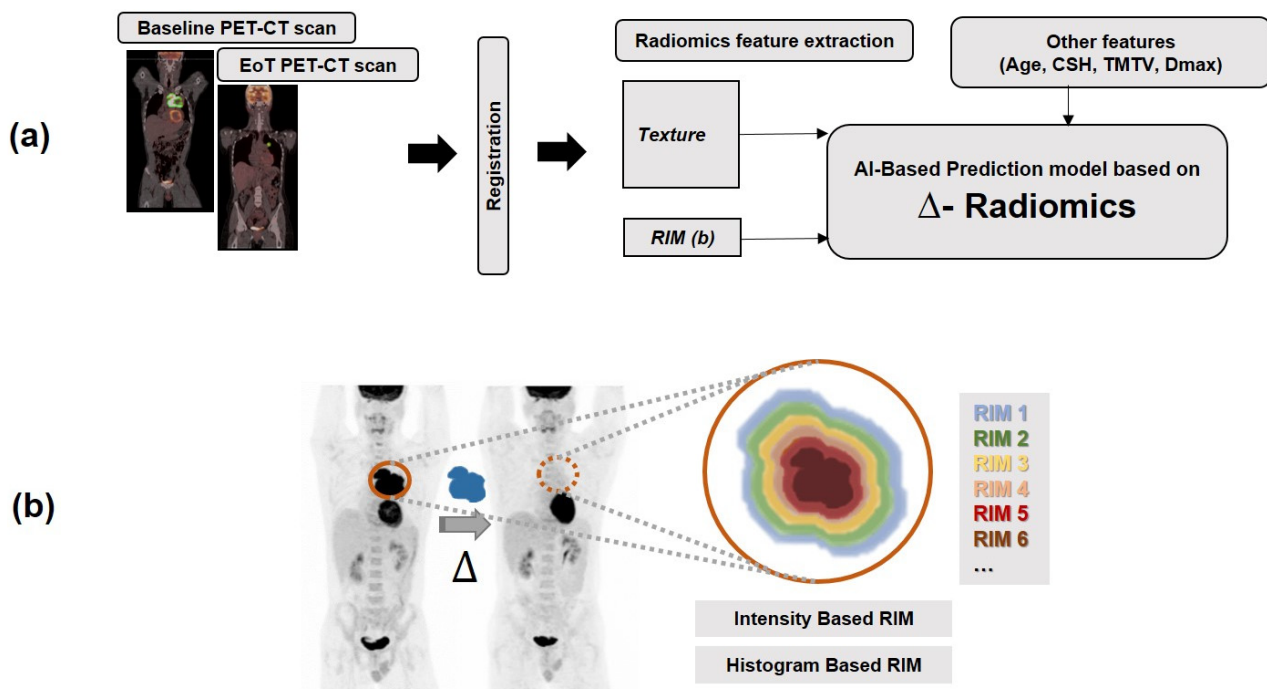 Baseline PET-CT scan
EoT PET-CT scan
Registration
Radiomics feature extraction
Texture
RIM (b)
Other features
(Age, CSH, TMTV, Dmax)
AI-Based Prediction model based on
Δ- Radiomics
(a)
(b)
Δ
RIM 1
RIM 2
RIM 3
RIM 4
RIM 5
RIM 6
...
Intensity Based RIM
Histogram Based RIM